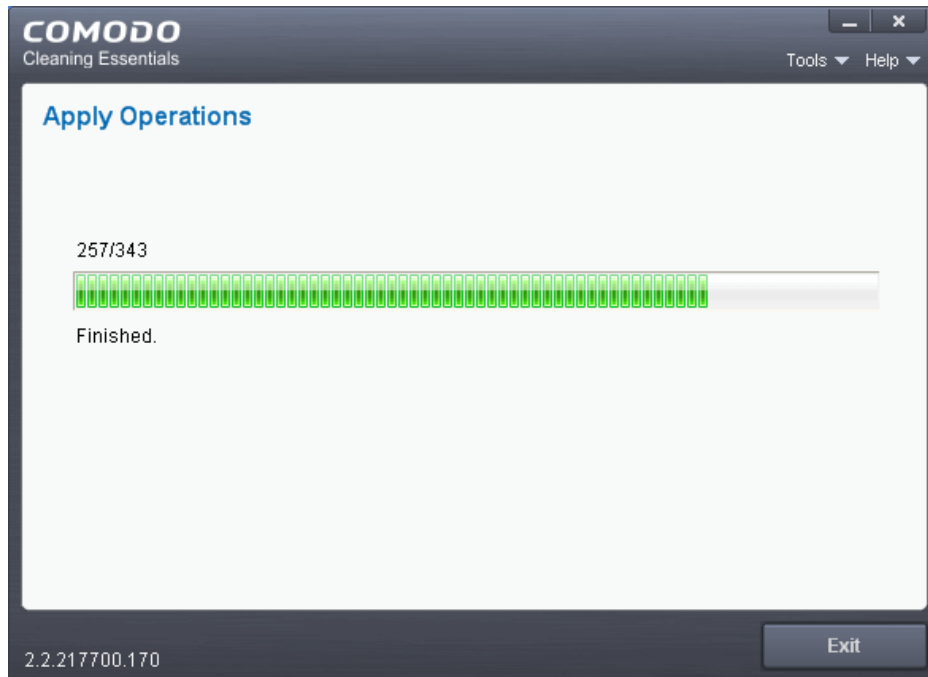 COMODO
Cleaning Essentials
Tools Help
Apply Operations
257/343
Finished.
Exit
2.2.217700.170